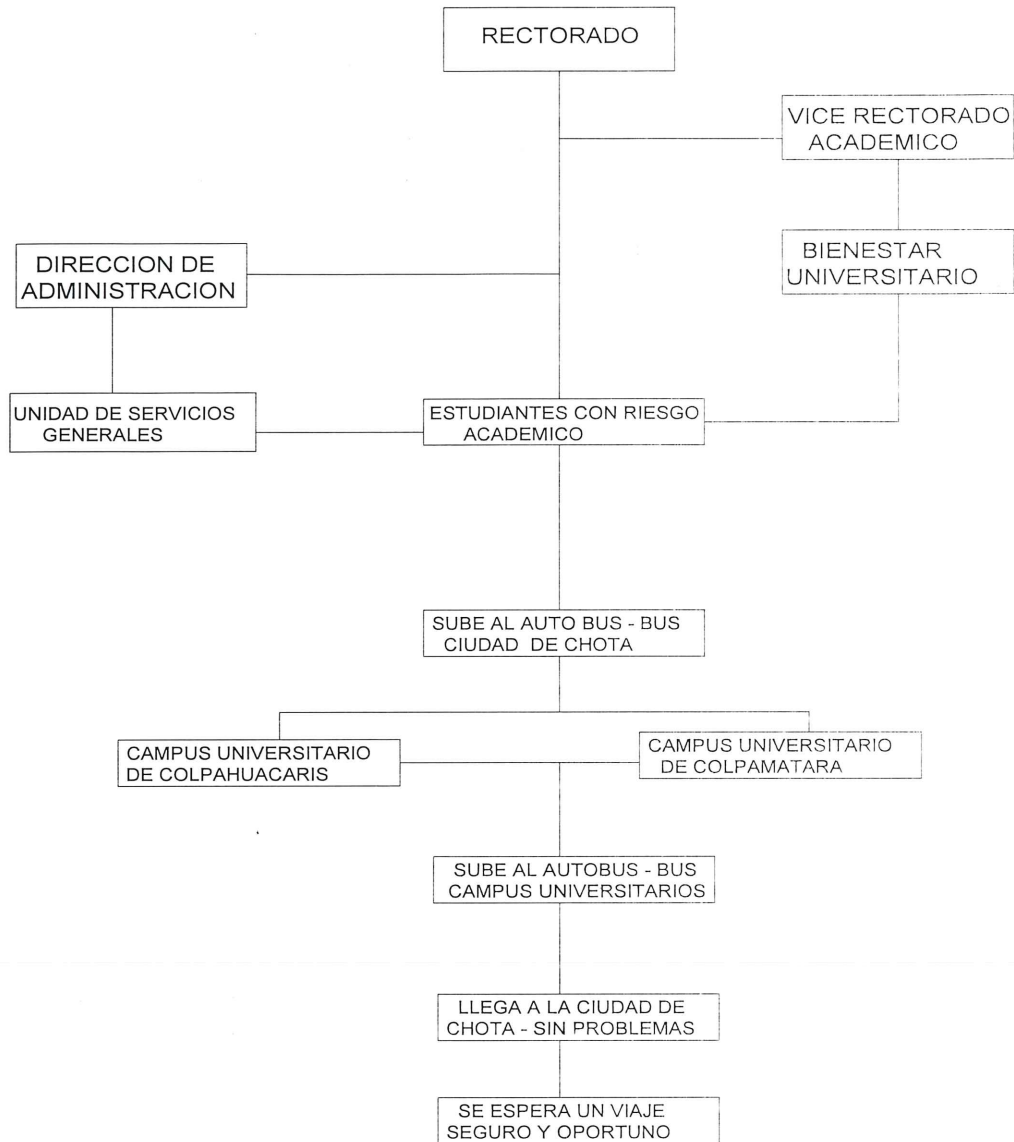 RECTORADO
VICE RECTORADO
ACADEMICO
DIRECCION DE
ADMINISTRACION
BIENESTAR
UNIVERSITARIO
UNIDAD DE SERVICIOS
GENERALES
ESTUDIANTES CON RIESGO
ACADEMICO
SUBE AL AUTO BUS - BUS
CIUDAD DE CHOTA
CAMPUS UNIVERSITARIO
DE COLPAHUACARIS
CAMPUS UNIVERSITARIO
DE COLPAMATARA
SUBE AL AUTOBUS - BUS
CAMPUS UNIVERSITARIOS
LLEGA A LA CIUDAD DE
CHOTA - SIN PROBLEMAS
SE ESPERA UN VIAJE
SEGURO Y OPORTUNO